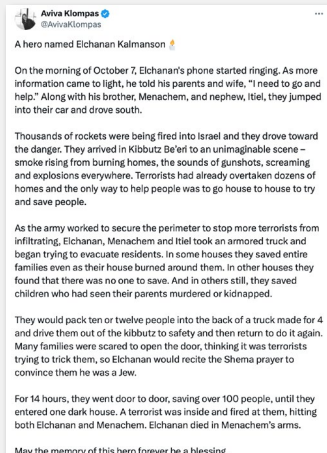 Aviva Klompas
@AvivaKlompas
A hero named Elchanan Kalmanson
On the morning of October 7, Elchanan's phone started ringing. As more
information came to light, he told his parents and wife, "I need to go and
help." Along with his brother, Menachem, and nephew, Itiel, they jumped
into their car and drove south.
Thousands of rockets were being fired into Israel and they drove toward
the danger. They arrived in Kibbutz Be'eri to an unimaginable scene –
smoke rising from burning homes, the sounds of gunshots, screaming
and explosions everywhere. Terrorists had already overtaken dozens of
homes and the only way to help people was to go house to house to try
and save people.
As the army worked to secure the perimeter to stop more terrorists from
infiltrating, Elchanan, Menachem and Itiel took an armored truck and
began trying to evacuate residents. In some houses they saved entire
families even as their house burned around them. In other houses they
found that there was no one to save. And in others still, they saved
children who had seen their parents murdered or kidnapped.
They would pack ten or twelve people into the back of a truck made for 4
and drive them out of the kibbutz to safety and then return to do it again.
Many families were scared to open the door, thinking it was terrorists
trying to trick them, so Elchanan would recite the Shema prayer to
convince them he was a Jew.
For 14 hours, they went door to door, saving over 100 people, until they
entered one dark house. A terrorist was inside and fired at them, hitting
both Elchanan and Menachem. Elchanan died in Menachem's arms.
May the memory of this hero forever be a blessing